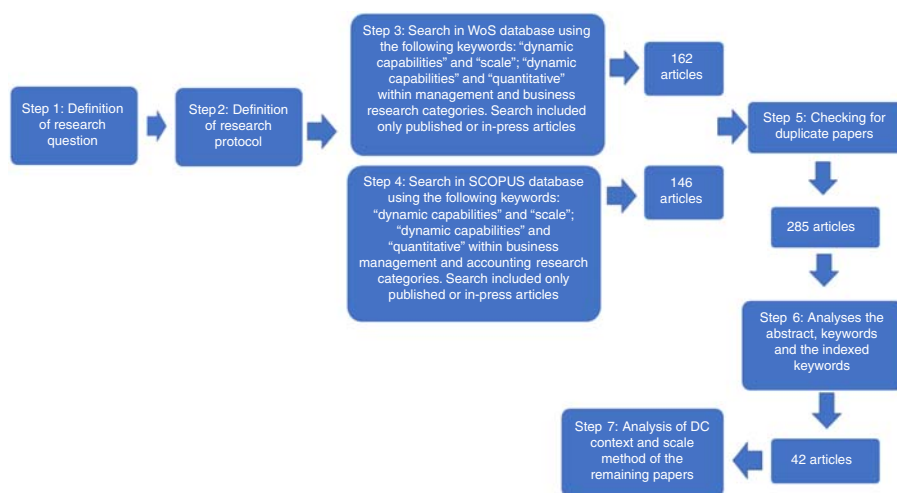 Step 1: Definition
of research
question
Step 2: Definition
of research
protocol
Step 3: Search in WoS database using
the following keywords: “dynamic
capabilities” and “scale”; “dynamic
capabilities” and “quantitative”
within management and business
research categories. Search included
only published or in-press articles
162
articles
Step 4: Search in SCOPUS database
using the following keywords:
“dynamic capabilities” and “scale”;
“dynamic capabilities” and
“quantitative” within business
management and accounting research
categories. Search included only
published or in-press articles
146
articles
Step 5: Checking for
duplicate papers
285 articles
Step 6: Analyses the
abstract, keywords
and the indexed
keywords
42 articles
Step 7: Analysis of DC
context and scale
method of the
remaining papers